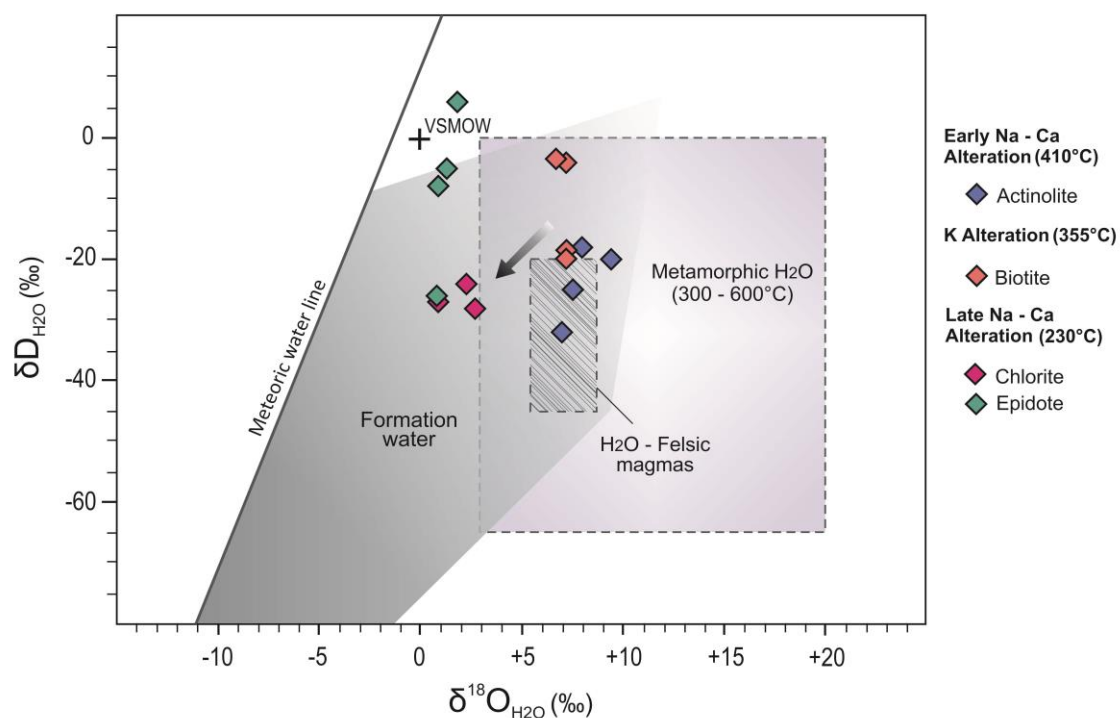 0
-20
-40
-60
δD_H2O (‰)
-10
-5
0
+5
+10
+15
+20
δ¹⁸O_H2O (‰)
Meteoric water line
VSMOW
Formation
water
Metamorphic H2O
(300 - 600°C)
H2O - Felsic
magmas
Early Na - Ca
Alteration (410°C)
Actinolite
K Alteration (355°C)
Biotite
Late Na - Ca
Alteration (230°C)
Chlorite
Epidote